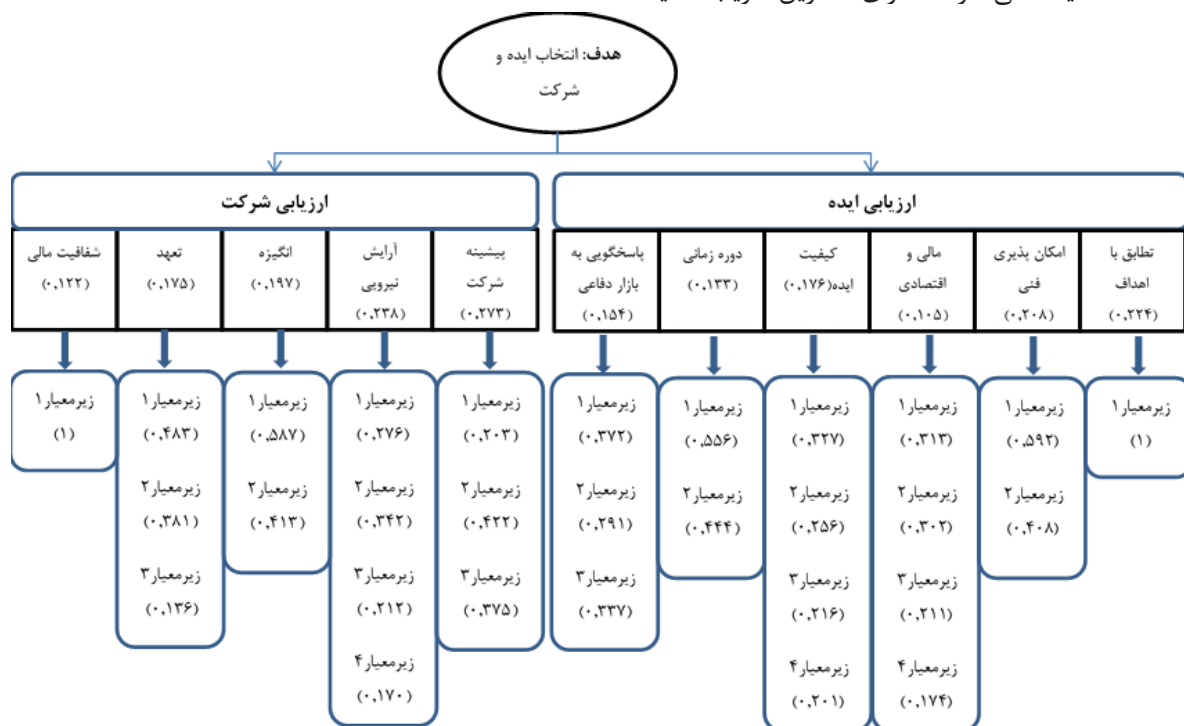 هدف: انتخاب ایده و
شرکت
ارزیابی ایده
تطابق با
اهداف
(۰,۲۲۴)
امکان پذیری
فنی
(۰,۲۰۸)
مالی و
اقتصادی
(۰,۱۰۵)
کیفیت
ایده(۰,۱۷۶)
دوره زمانی
(۰,۱۳۳)
پاسخگویی به
بازار دفاعی
(۰,۱۵۴)
زیرمعیار۱
(۱)
زیرمعیار۱
(۰,۵۹۲)
زیرمعیار۲
(۰,۴۰۸)
زیرمعیار۱
(۰,۳۱۳)
زیرمعیار۲
(۰,۳۰۲)
زیرمعیار۳
(۰,۲۱۱)
زیرمعیار۴
(۰,۱۷۴)
زیرمعیار۱
(۰,۳۲۷)
زیرمعیار۲
(۰,۲۵۶)
زیرمعیار۳
(۰,۲۱۶)
زیرمعیار۴
(۰,۲۰۱)
زیرمعیار۱
(۰,۵۵۶)
زیرمعیار۲
(۰,۴۴۴)
زیرمعیار۱
(۰,۳۷۲)
زیرمعیار۲
(۰,۲۹۱)
زیرمعیار۳
(۰,۳۳۷)
ارزیابی شرکت
پیشینه
شرکت
(۰,۲۷۳)
آرایش
نیرویی
(۰,۲۳۸)
انگیزه
(۰,۱۹۷)
تعهد
(۰,۱۷۵)
شفاقیت مالی
(۰,۱۲۲)
زیرمعیار۱
(۰,۲۰۳)
زیرمعیار۲
(۰,۴۲۲)
زیرمعیار۳
(۰,۳۷۵)
زیرمعیار۱
(۰,۲۷۶)
زیرمعیار۲
(۰,۳۴۲)
زیرمعیار۳
(۰,۲۱۲)
زیرمعیار۴
(۰,۱۷۰)
زیرمعیار۱
(۰,۵۸۷)
زیرمعیار۲
(۰,۴۱۳)
زیرمعیار۱
(۰,۴۸۳)
زیرمعیار۲
(۰,۳۸۱)
زیرمعیار۳
(۰,۱۳۶)
زیرمعیار۱
(۱)